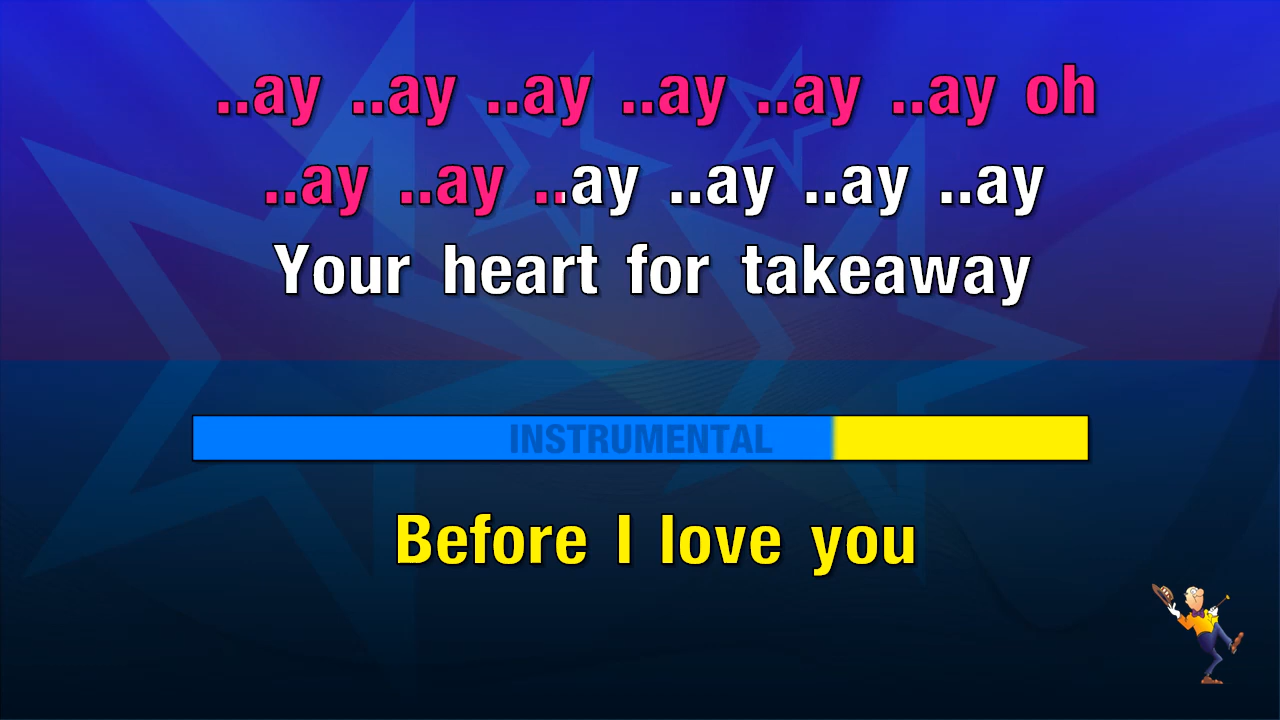 ..ay ..ay ..ay ..ay ..ay ..ay oh
..ay ..ay ..ay ..ay ..ay ..ay
Your heart for takeaway
INSTRUMENTAL
Before I love you